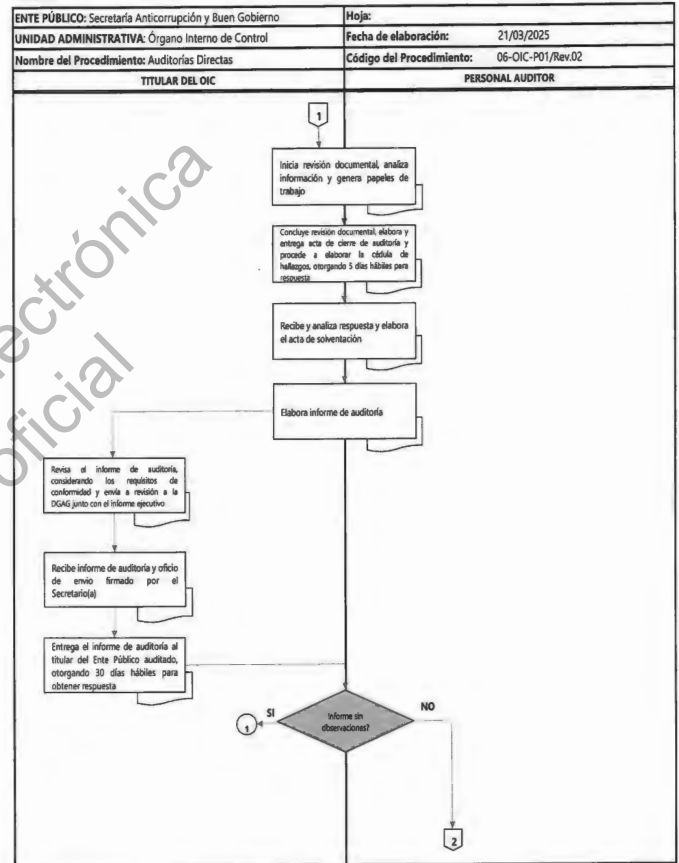 ENTE PÚBLICO: Secretaría Anticorrupción y Buen Gobierno
Hoja:
UNIDAD ADMINISTRATIVA: Órgano Interno de Control
Fecha de elaboración: 21/03/2025
Nombre del Procedimiento: Auditorías Directas
Código del Procedimiento: 06-OIC-P01/Rev.02
TITULAR DEL OIC
PERSONAL AUDITOR
1
Inicia revisión documental, analiza
información y genera papeles de
trabajo
Concluye revisión documental, elabora y
entrega acta de cierre de auditoría y
procede a elaborar la cédula de
hallazgos, otorgando 5 días hábiles para
respuesta
Recibe y analiza respuesta y elabora
el acta de solventación
Elabora informe de auditoría
Revisa el informe de auditoría,
considerando los requisitos de
conformidad y envía a revisión a la
DGAG junto con el informe ejecutivo
Recibe informe de auditoría y oficio
de envío firmado por el
Secretario(a)
Entrega el informe de auditoría al
titular del Ente Público auditado,
otorgando 30 días hábiles para
obtener respuesta
Informe sin
observaciones?
SI
1
NO
2
ctrónica
oficial